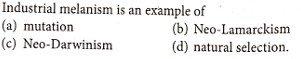 Industrial melanism is an example of
(a) mutation (b) Neo-Lamarckism
(c) Neo-Darwinism (d) natural selection.